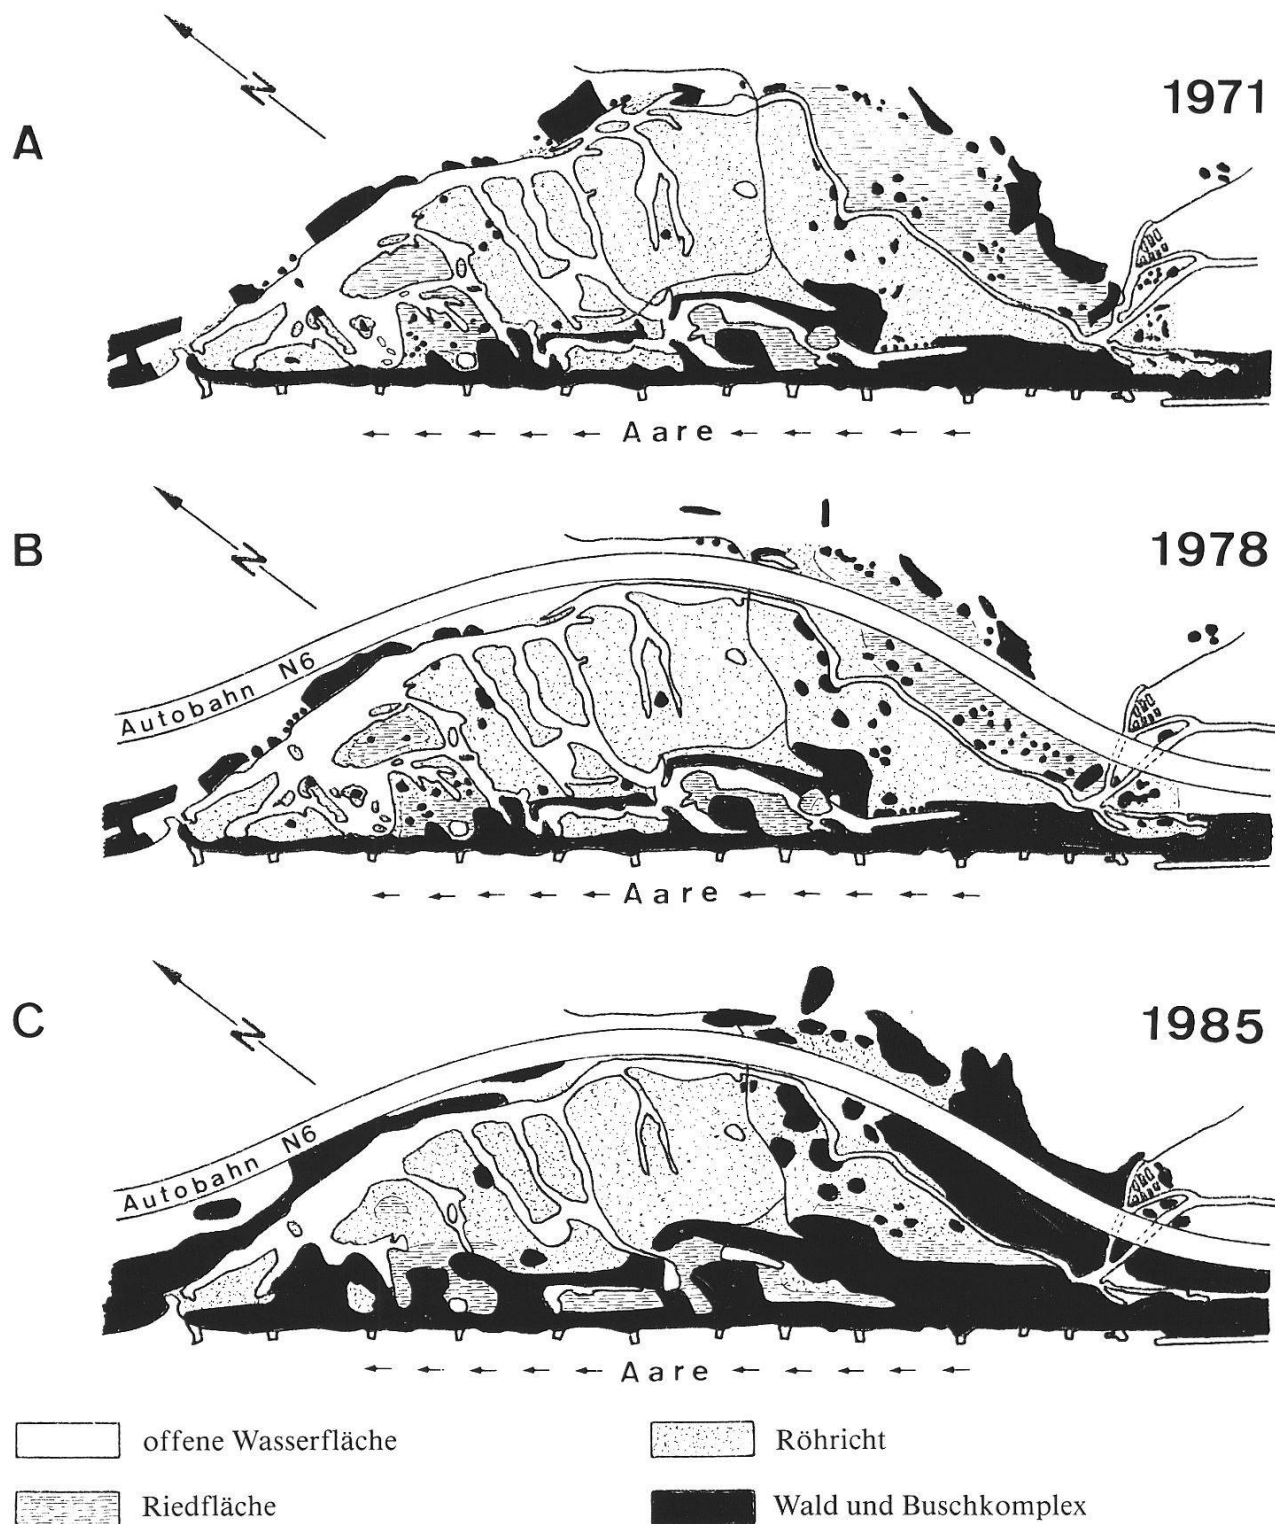 1971
A
N
Aare
1978
B
N
Autobahn N6
Aare
1985
C
N
Autobahn N6
Aare
offene Wasserfläche
Röhricht
Riedfläche
Wald und Buschkomplex